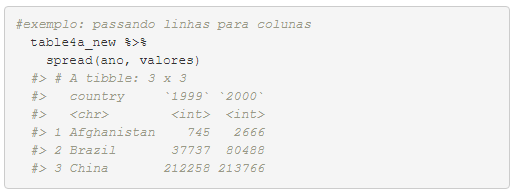 #exemplo: passando linhas para colunas
table4a_new %>%
spread(ano, valores)
#> # A tibble: 3 x 3
#> country `1999` `2000`
#> <chr> <int> <int>
#> 1 Afghanistan 745 2666
#> 2 Brazil 37737 80488
#> 3 China 212258 213766